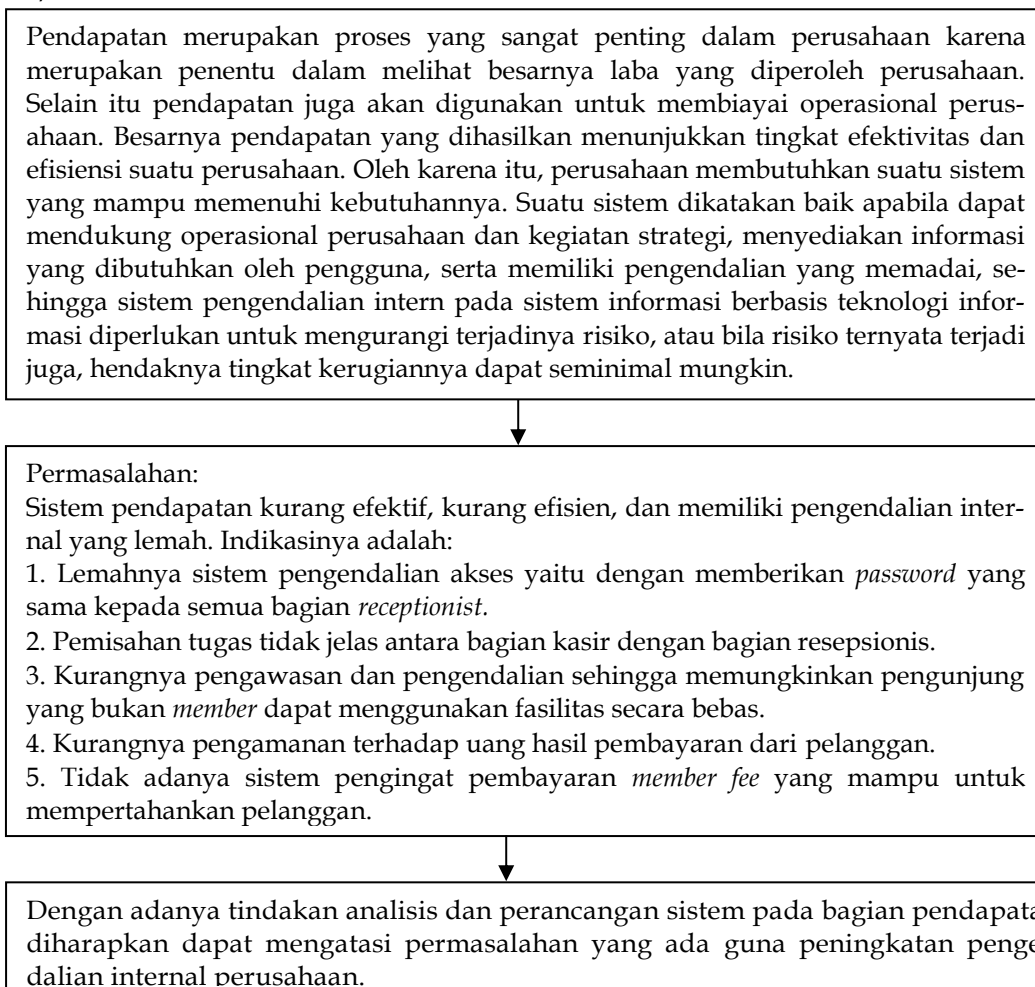 Pendapatan merupakan proses yang sangat penting dalam perusahaan karena
merupakan penentu dalam melihat besarnya laba yang diperoleh perusahaan.
Selain itu pendapatan juga akan digunakan untuk membiayai operasional perus-
ahaan. Besarnya pendapatan yang dihasilkan menunjukkan tingkat efektivitas dan
efisiensi suatu perusahaan. Oleh karena itu, perusahaan membutuhkan suatu sistem
yang mampu memenuhi kebutuhannya. Suatu sistem dikatakan baik apabila dapat
mendukung operasional perusahaan dan kegiatan strategi, menyediakan informasi
yang dibutuhkan oleh pengguna, serta memiliki pengendalian yang memadai, se-
hingga sistem pengendalian intern pada sistem informasi berbasis teknologi infor-
masi diperlukan untuk mengurangi terjadinya risiko, atau bila risiko ternyata terjadi
juga, hendaknya tingkat kerugiannya dapat seminimal mungkin.
Permasalahan:
Sistem pendapatan kurang efektif, kurang efisien, dan memiliki pengendalian inter-
nal yang lemah. Indikasinya adalah:
1. Lemahnya sistem pengendalian akses yaitu dengan memberikan password yang
sama kepada semua bagian receptionist.
2. Pemisahan tugas tidak jelas antara bagian kasir dengan bagian resepsionis.
3. Kurangnya pengawasan dan pengendalian sehingga memungkinkan pengunjung
yang bukan member dapat menggunakan fasilitas secara bebas.
4. Kurangnya pengamanan terhadap uang hasil pembayaran dari pelanggan.
5. Tidak adanya sistem pengingat pembayaran member fee yang mampu untuk
mempertahankan pelanggan.
Dengan adanya tindakan analisis dan perancangan sistem pada bagian pendapata
diharapkan dapat mengatasi permasalahan yang ada guna peningkatan penge
dalian internal perusahaan.